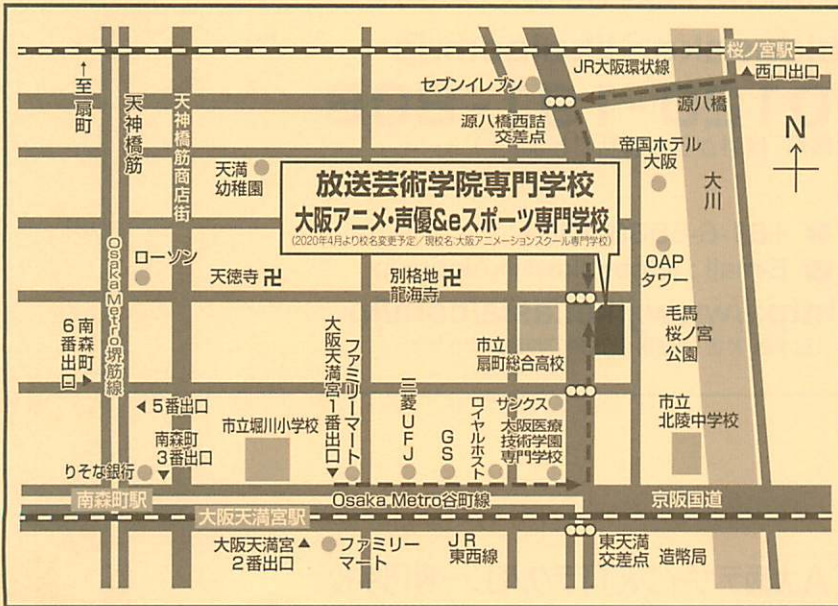 桜ノ宮駅
JR大阪環状線
▲西口出口
セブンイレブン
源八橋
源八橋西詰
交差点
↑至 扇町
天神橋筋
天神橋筋商店街
帝国ホテル
大阪
N
大川
天満
幼稚園
放送芸術学院専門学校
大阪アニメ・声優&eスポーツ専門学校
(2020年4月より校名変更予定/現校名:大阪アニメーションスクール専門学校)
Osaka Metro堺筋線
ローソン
天徳寺卍
別格地
龍海寺卍
OAP
タワー
南森町
6番出口▶
大阪天満宮1番出口▼
ファミリーマート
市立
扇町総合高校
毛馬
桜ノ宮
公園
◀5番出口
南森町
3番出口
▼
市立堀川小学校
三菱UFJ
GS
ロイヤルホスト
サンクス
大阪医療
技術学園
専門学校
市立
北陵中学校
りそな銀行
南森町駅
Osaka Metro谷町線
京阪国道
大阪天満宮駅
大阪天満宮▲
2番出口
ファミリー
マート
JR
東西線
東天満
交差点
造幣局